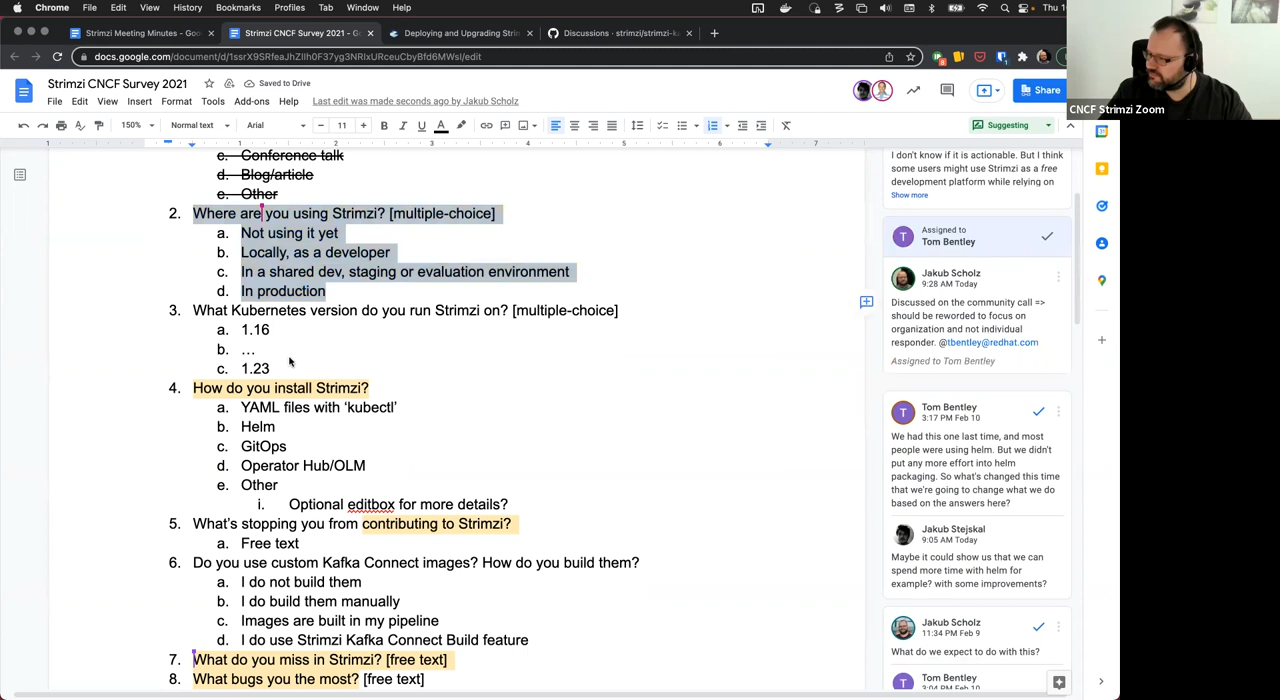 Chrome File Edit View History Bookmarks Profiles Tab Window Help Thu 1
Strimzi Meeting Minutes - Goo
Strimzi CNCF Survey 2021 - G
Deploying and Upgrading Strim
Discussions · strimzi/strimzi-ka
docs.google.com/document/d/1ssrX9SRfeaJhZIlh0F37yg3NRIxURceuCbyBfd6MWsI/edit
Strimzi CNCF Survey 2021
Saved to Drive
File Edit View Insert Format Tools Add-ons Help
Last edit was made seconds ago by Jakub Scholz
Share
CNCF Strimzi Zoom
150% Normal text Arial 11 Suggesting
c. Conference talk
d. Blog/article
e. Other
2. Where are you using Strimzi? [multiple-choice]
a. Not using it yet
b. Locally, as a developer
c. In a shared dev, staging or evaluation environment
d. In production
3. What Kubernetes version do you run Strimzi on? [multiple-choice]
a. 1.16
b. …
c. 1.23
4. How do you install Strimzi?
a. YAML files with ‘kubectl’
b. Helm
c. GitOps
d. Operator Hub/OLM
e. Other
i. Optional editbox for more details?
5. What’s stopping you from contributing to Strimzi?
a. Free text
6. Do you use custom Kafka Connect images? How do you build them?
a. I do not build them
b. I do build them manually
c. Images are built in my pipeline
d. I do use Strimzi Kafka Connect Build feature
7. What do you miss in Strimzi? [free text]
8. What bugs you the most? [free text]
I don't know if it is actionable. But I think
some users might use Strimzi as a free
development platform while relying on
Show more
T
Assigned to
Tom Bentley
Jakub Scholz
9:28 AM Today
Discussed on the community call =>
should be reworded to focus on
organization and not individual
responder. @tbentley@redhat.com
Assigned to Tom Bentley
T
Tom Bentley
3:17 PM Feb 10
We had this one last time, and most
people were using helm. But we didn't
put any more effort into helm
packaging. So what's changed this time
that we're going to change what we do
based on the answers here?
Jakub Stejskal
9:05 AM Today
Maybe it could show us that we can
spend more time with helm for
example? with some improvements?
Jakub Scholz
11:34 PM Feb 9
What do we expect to do with this?
T
Tom Bentley
3:04 PM Feb 10